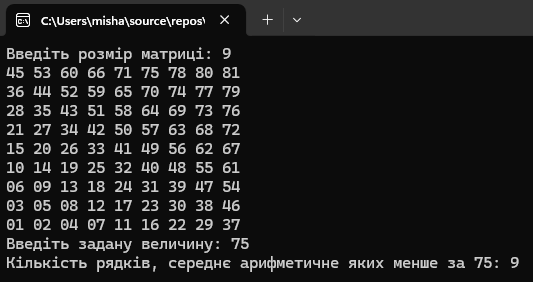 C:\Users\misha\source\repos\
Введіть розмір матриці: 9
45 53 60 66 71 75 78 80 81
36 44 52 59 65 70 74 77 79
28 35 43 51 58 64 69 73 76
21 27 34 42 50 57 63 68 72
15 20 26 33 41 49 56 62 67
10 14 19 25 32 40 48 55 61
06 09 13 18 24 31 39 47 54
03 05 08 12 17 23 30 38 46
01 02 04 07 11 16 22 29 37
Введіть задану величину: 75
Кількість рядків, середнє арифметичне яких менше за 75: 9